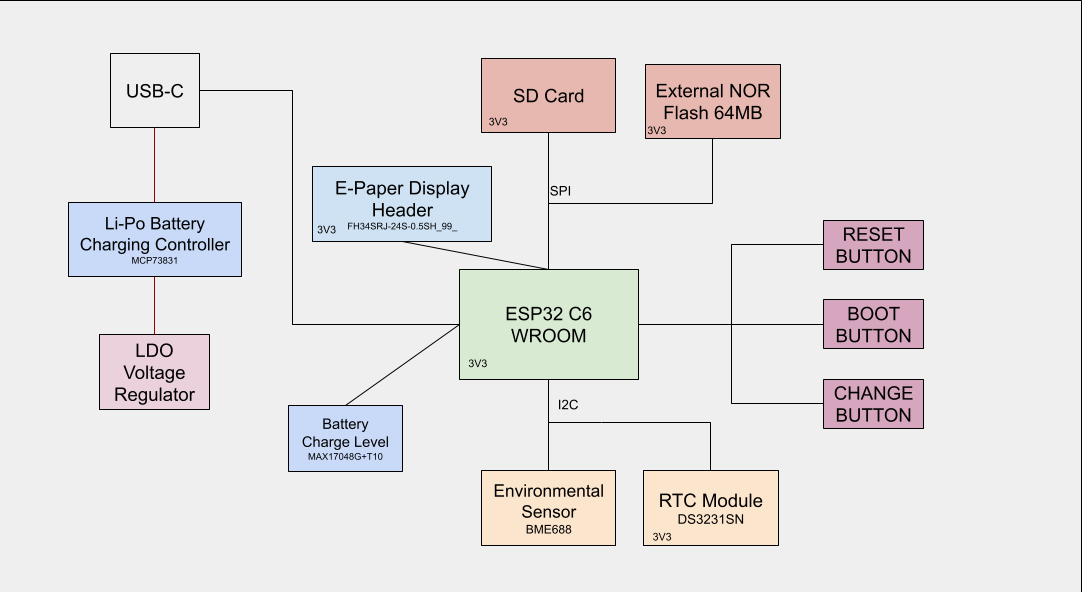 USB-C
SD Card
3V3
External NOR
Flash 64MB
3V3
E-Paper Display
Header
3V3 FH34SRJ-24S-0.5SH_99_
SPI
Li-Po Battery
Charging Controller
MCP73831
RESET
BUTTON
ESP32 C6
WROOM
3V3
BOOT
BUTTON
LDO
Voltage
Regulator
CHANGE
BUTTON
I2C
Battery
Charge Level
MAX17048G+T10
Environmental
Sensor
BME688
RTC Module
DS3231SN
3V3